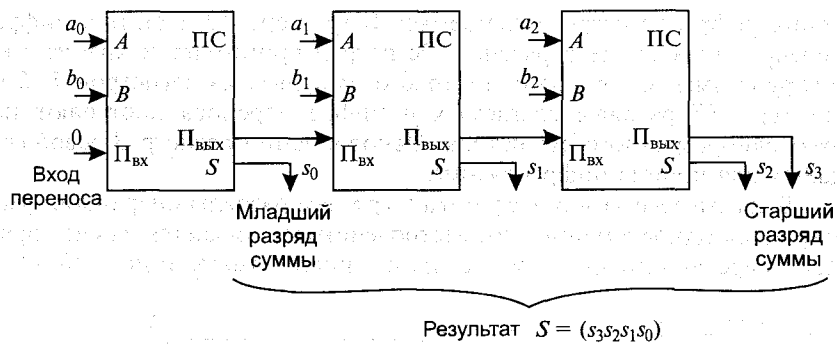 a₀ A ПС
b₀ B
0 Пвх Пвых
S s₀
a₁ A ПС
b₁ B
Пвх Пвых
S s₁
a₂ A ПС
b₂ B
Пвх Пвых
S s₂ s₃
Вход
переноса
Младший
разряд
суммы
Старший
разряд
суммы
Результат S = (s₃s₂s₁s₀)